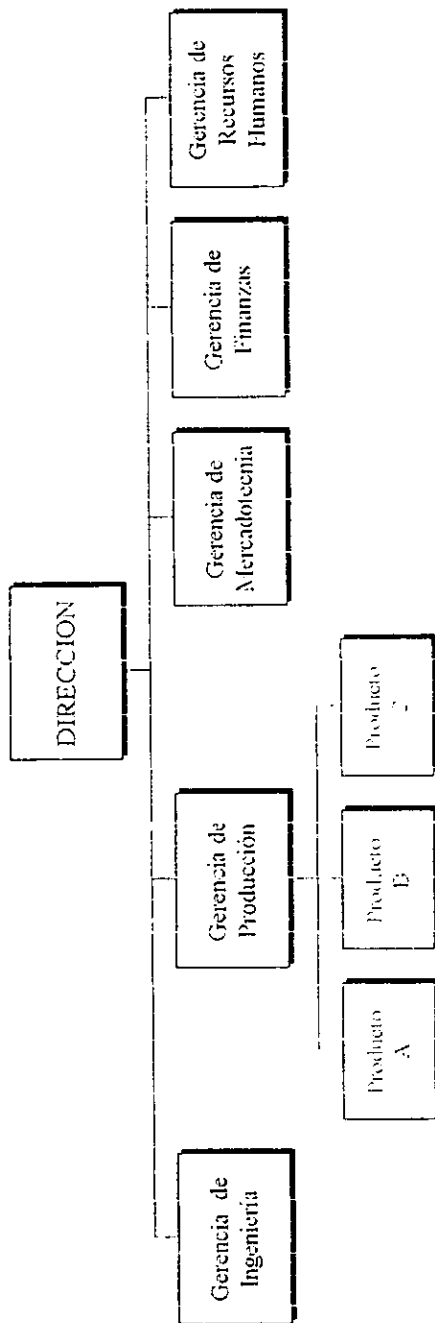 DIRECCION
Gerencia de
Ingeniería
Gerencia de
Producción
Gerencia de
Mercadotecnia
Gerencia de
Finanzas
Gerencia de
Recursos
Humanos
Producto
A
Producto
B
Producto